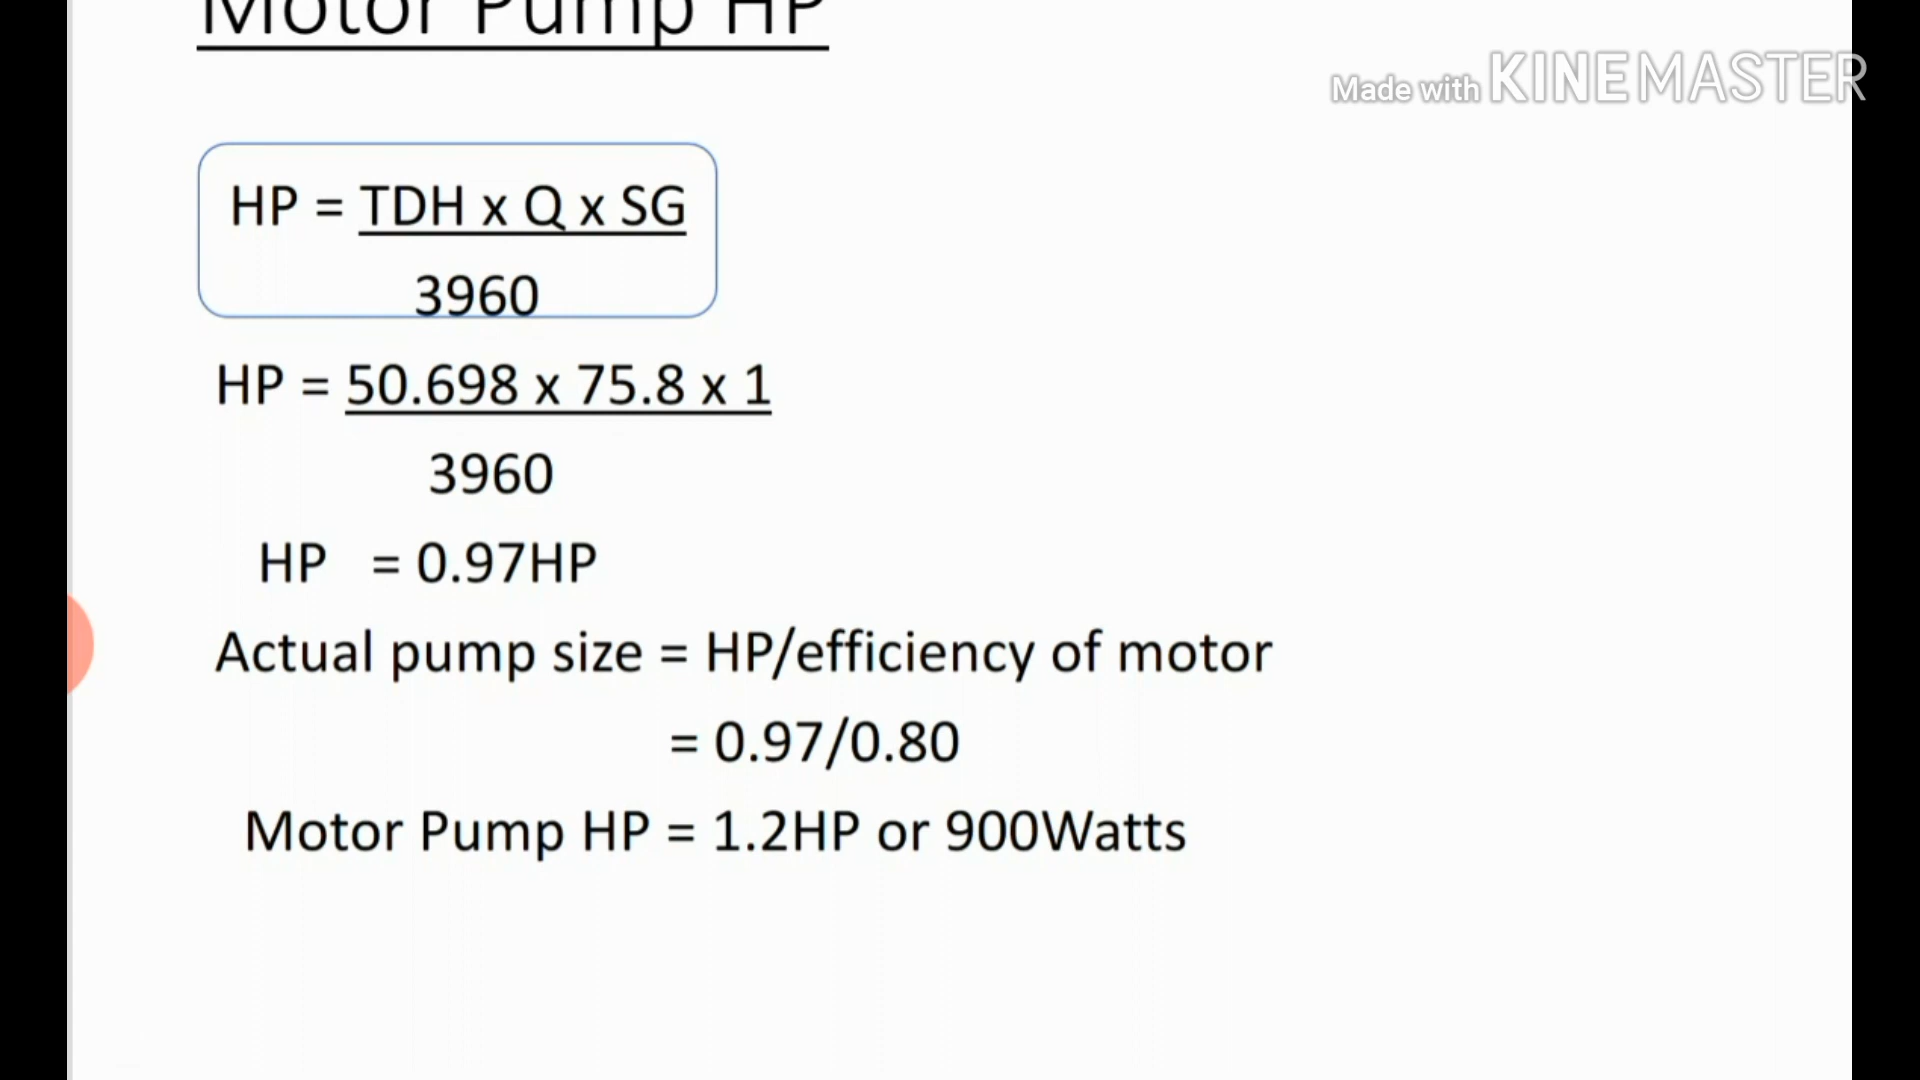 Motor Pump HP
Made with KINEMASTER
HP = TDH x Q x SG
3960
HP = 50.698 x 75.8 x 1
3960
HP = 0.97HP
Actual pump size = HP/efficiency of motor
= 0.97/0.80
Motor Pump HP = 1.2HP or 900Watts